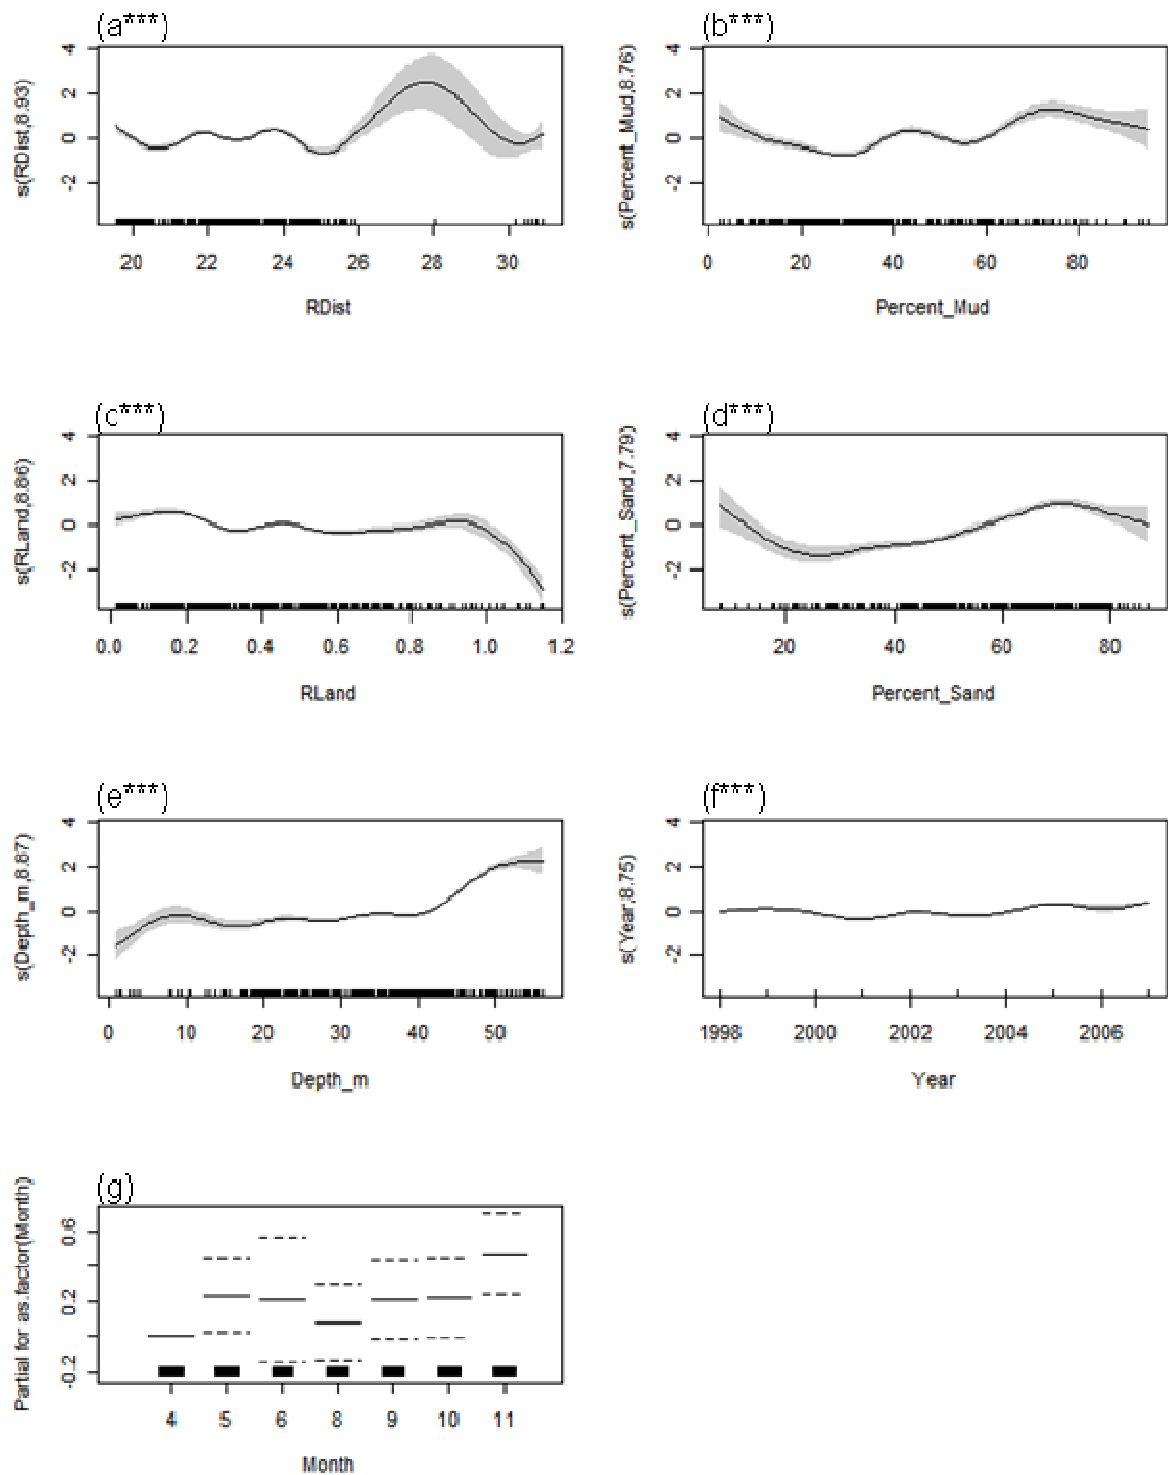 (a***)
s(RDist,8.93)
4
2
0
-2
20 22 24 26 28 30
RDist
(b***)
s(Percent_Mud,8.76)
4
2
0
-2
0 20 40 60 80
Percent_Mud
(c***)
s(RLand,8.86)
4
2
0
-2
0.0 0.2 0.4 0.6 0.8 1.0 1.2
RLand
(d***)
s(Percent_Sand,7.79)
4
2
0
-2
20 40 60 80
Percent_Sand
(e***)
s(Depth_m,8.87)
4
2
0
-2
0 10 20 30 40 50
Depth_m
(f***)
s(Year,8.75)
4
2
0
-2
1998 2000 2002 2004 2006
Year
(g)
Partial for as.factor(Month)
0.6
0.2
-0.2
4 5 6 8 9 10 11
Month